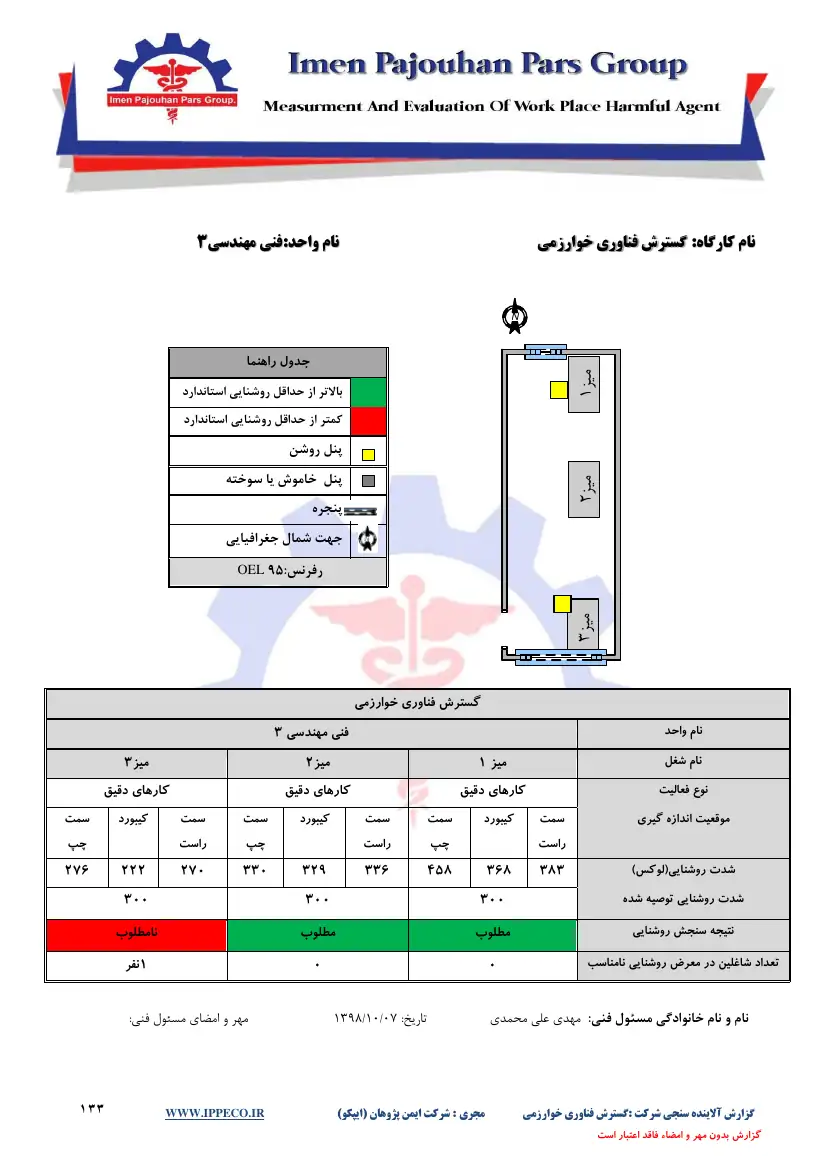 Imen Pajouhan Pars Group
Imen Pajouhan Pars Group.
Measurment And Evaluation Of Work Place Harmful Agent
نام کارگاه: گسترش فناوری خوارزمی نام واحد:فنی مهندسی۳
N
جدول راهنما
بالاتر از حداقل روشنایی استاندارد
کمتر از حداقل روشنایی استاندارد
پنل روشن
پنل خاموش یا سوخته
پنجره
جهت شمال جغرافیایی
رفرنس:OEL ۹۵
میز ۱
میز۲
میز۳
گسترش فناوری خوارزمی
نام واحد فنی مهندسی ۳
نام شغل میز ۱ میز۲ میز۳
نوع فعالیت کارهای دقیق کارهای دقیق کارهای دقیق
موقعیت اندازه گیری سمت راست کیبورد سمت چپ سمت راست کیبورد سمت چپ سمت راست کیبورد سمت چپ
شدت روشنایی(لوکس) ۳۸۳ ۳۶۸ ۴۵۸ ۳۳۶ ۳۲۹ ۳۳۰ ۲۷۰ ۲۲۲ ۲۷۶
شدت روشنایی توصیه شده ۳۰۰ ۳۰۰ ۳۰۰
نتیجه سنجش روشنایی مطلوب مطلوب نامطلوب
تعداد شاغلین در معرض روشنایی نامناسب ۰ ۰ ۱نفر
نام و نام خانوادگی مسئول فنی: مهدی علی محمدی تاریخ: ۱۳۹۸/۱۰/۰۷ مهر و امضای مسئول فنی:
گزارش آلاینده سنجی شرکت :گسترش فناوری خوارزمی مجری : شرکت ایمن پژوهان (ایپکو) WWW.IPPECO.IR ۱۳۳
گزارش بدون مهر و امضاء فاقد اعتبار است